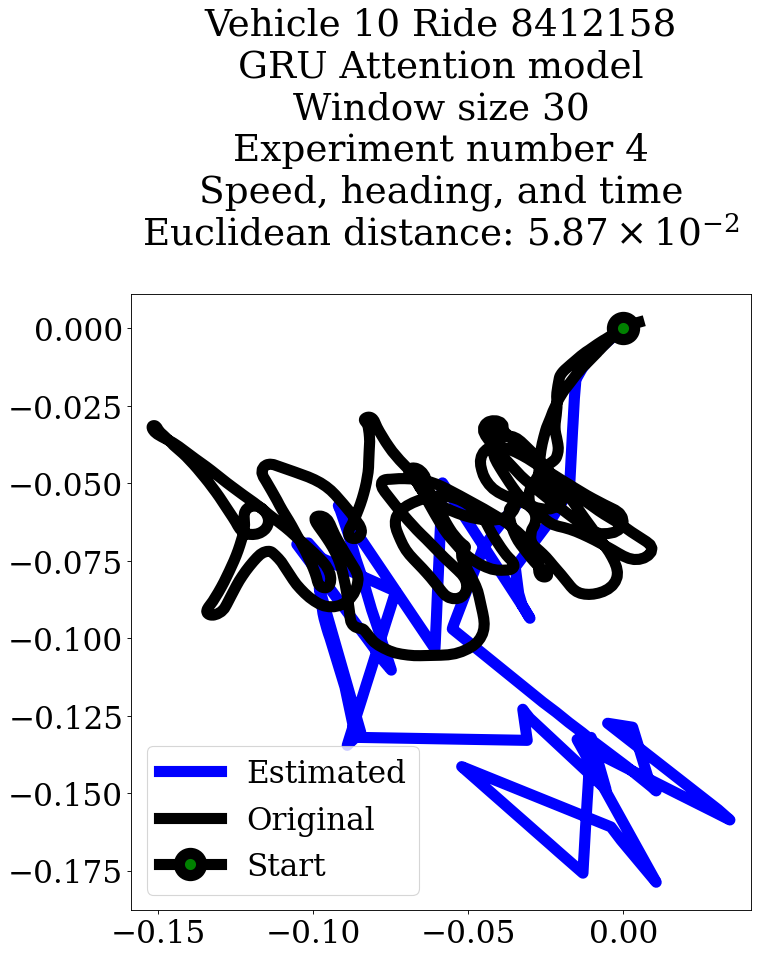 Vehicle 10 Ride 8412158
GRU Attention model
Window size 30
Experiment number 4
Speed, heading, and time
Euclidean distance: 5.87 × 10⁻²
0.000
−0.025
−0.050
−0.075
−0.100
−0.125
−0.150
−0.175
Estimated
Original
Start
−0.15 −0.10 −0.05 0.00